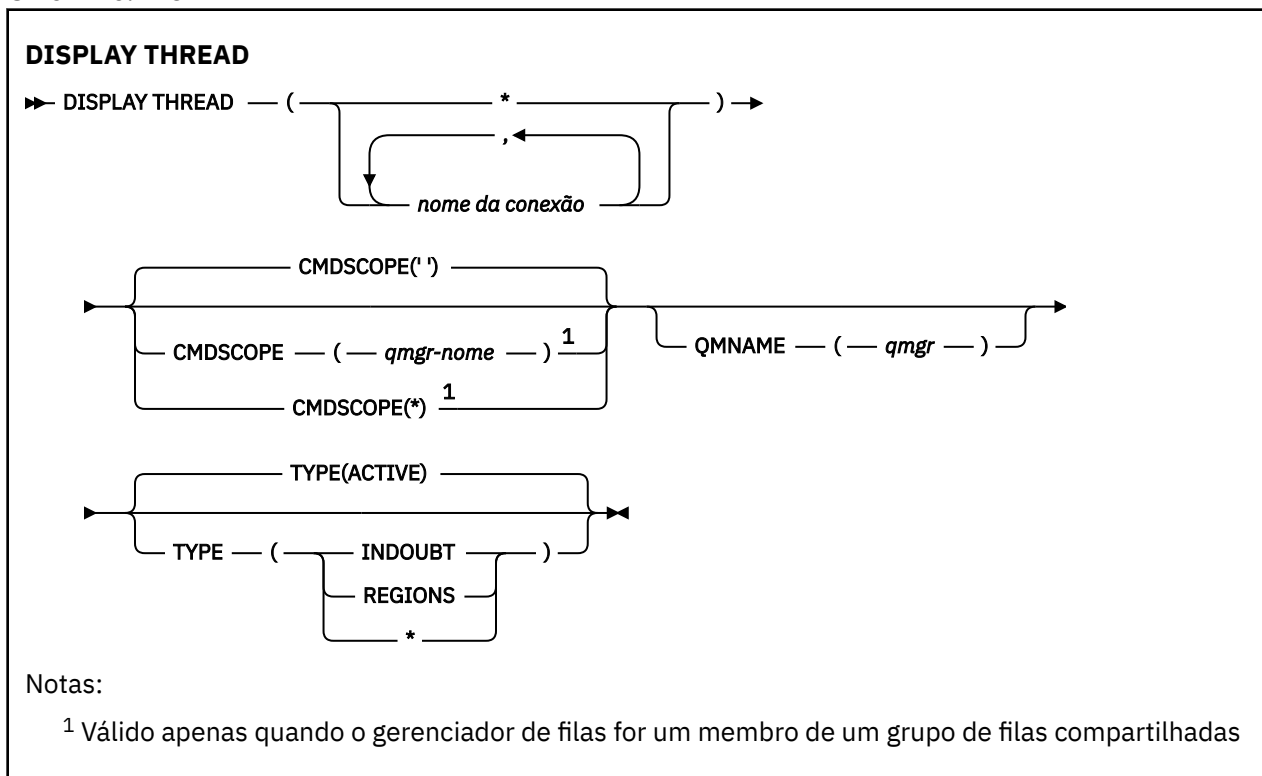 DISPLAY THREAD
DISPLAY THREAD ( * )
,
nome da conexão
CMDSCOPE(' ')
CMDSCOPE ( qmgr-nome ) 1
CMDSCOPE(*) 1
QMNAME ( qmgr )
TYPE(ACTIVE)
TYPE ( INDOUBT )
REGIONS
*
Notas:
1 Válido apenas quando o gerenciador de filas for um membro de um grupo de filas compartilhadas